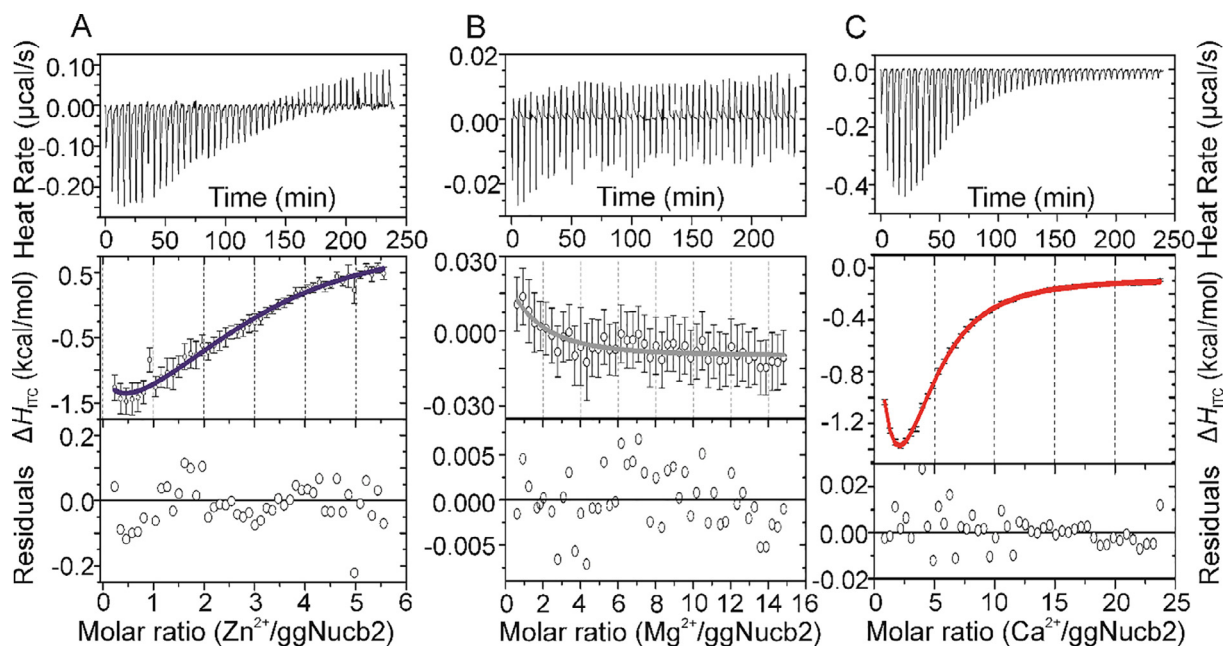 A
B
C
Heat Rate (µcal/s)
0.10
0.00
-0.10
-0.20
Time (min)
0 50 100 150 200 250
0.02
0.00
-0.02
Time (min)
0 50 100 150 200
0.0
-0.2
-0.4
Time (min)
0 50 100 150 200 250
Heat Rate (µcal/s)
ΔH_ITC (kcal/mol)
0.5
-0.5
-1.5
0.030
0.000
-0.030
0.0
-0.4
-0.8
-1.2
ΔH_ITC (kcal/mol)
Residuals
0.2
0.0
-0.2
0 1 2 3 4 5 6
Molar ratio (Zn²⁺/ggNucb2)
0.005
0.000
-0.005
0 2 4 6 8 10 12 14 16
Molar ratio (Mg²⁺/ggNucb2)
0.02
0.00
-0.02
0 5 10 15 20 25
Molar ratio (Ca²⁺/ggNucb2)
Residuals